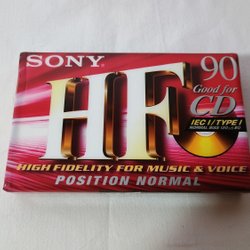 SONY
HF
90
Good for
CD
IEC I / TYPE I
HIGH FIDELITY FOR MUSIC & VOICE
POSITION NORMAL